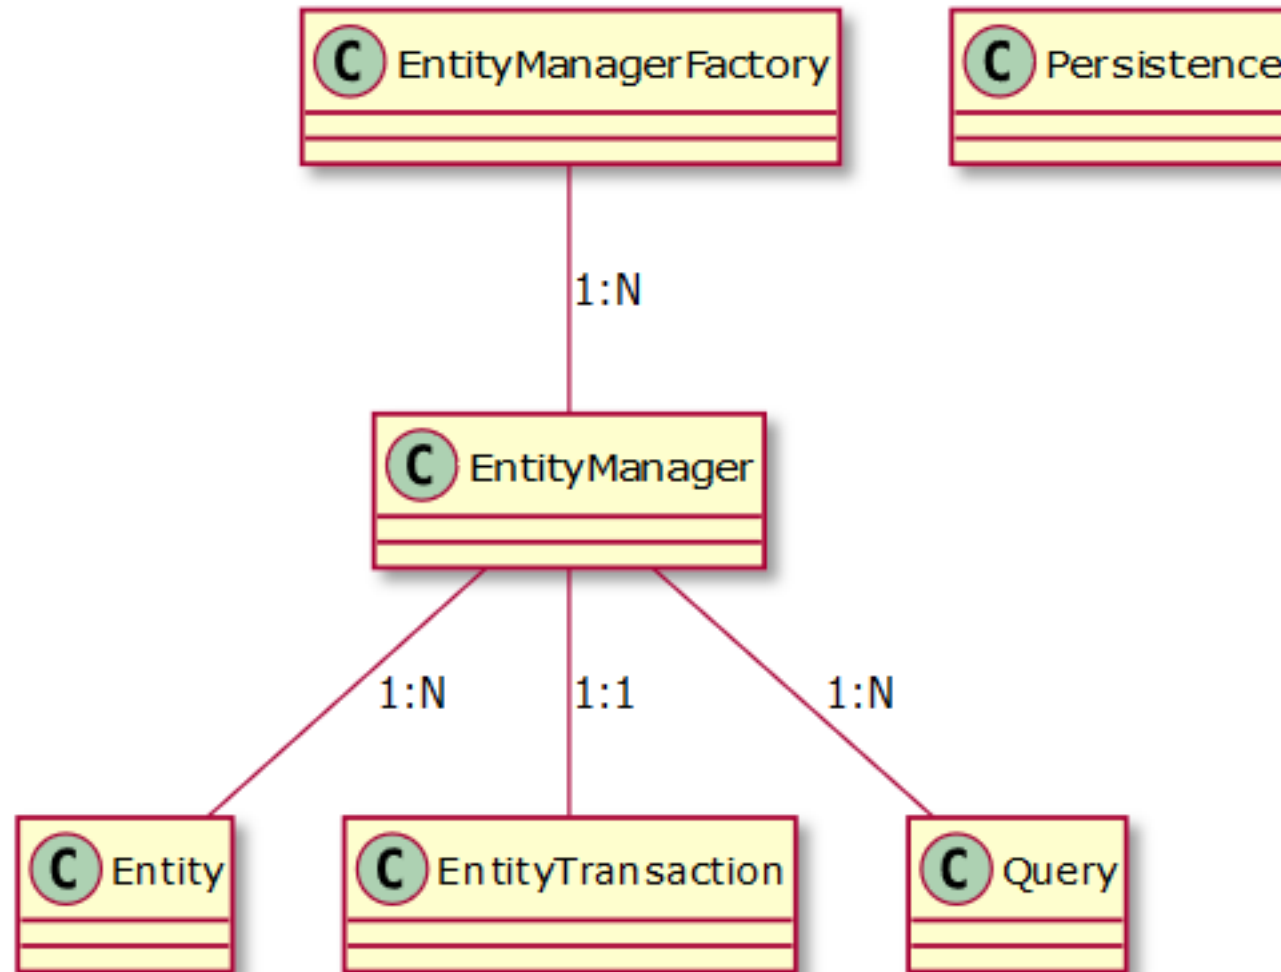 C EntityManagerFactory
C Persistence
1:N
C EntityManager
1:N
1:1
1:N
C Entity
C EntityTransaction
C Query